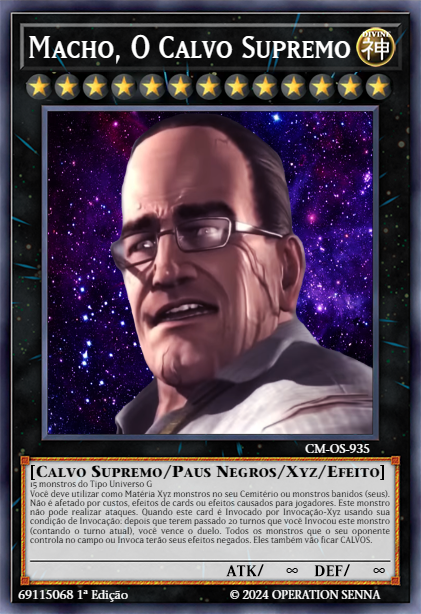 MACHO, O CALVO SUPREMO
DIVINE
神
CM-OS-935
[CALVO SUPREMO/PAUS NEGROS/XYZ/EFEITO]
15 monstros do Tipo Universo G
Você deve utilizar como Matéria Xyz monstros no seu Cemitério ou monstros banidos (seus).
Não é afetado por custos, efeitos de cards ou efeitos causados para jogadores. Este monstro
não pode realizar ataques. Quando este card é Invocado por Invocação-Xyz usando sua
condição de Invocação: depois que terem passado 20 turnos que você Invocou este monstro
(contando o turno atual), você vence o duelo. Todos os monstros que o seu oponente
controla no campo ou Invoca terão seus efeitos negados. Eles também vão ficar CALVOS.
ATK/ ∞ DEF/ ∞
69115068 1ª Edição © 2024 OPERATION SENNA